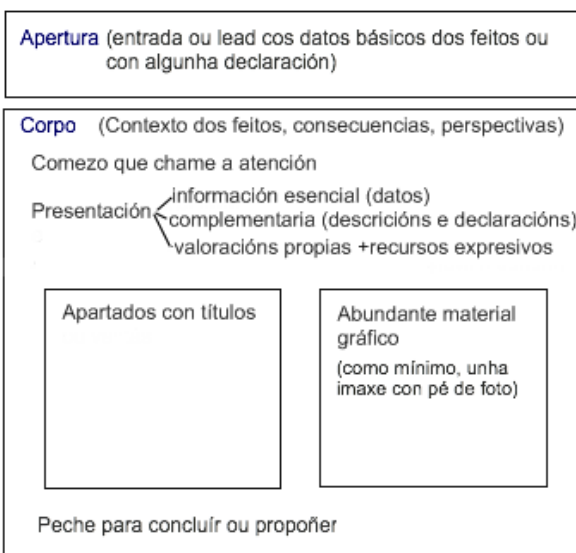 Apertura (entrada ou lead cos datos básicos dos feitos ou
con algunha declaración)
Corpo (Contexto dos feitos, consecuencias, perspectivas)
Comezo que chame a atención
Presentación
información esencial (datos)
complementaria (descricións e declaracións)
valoracións propias +recursos expresivos
Apartados con títulos
Abundante material
gráfico
(como mínimo, unha
imaxe con pé de foto)
Peche para concluír ou propoñer